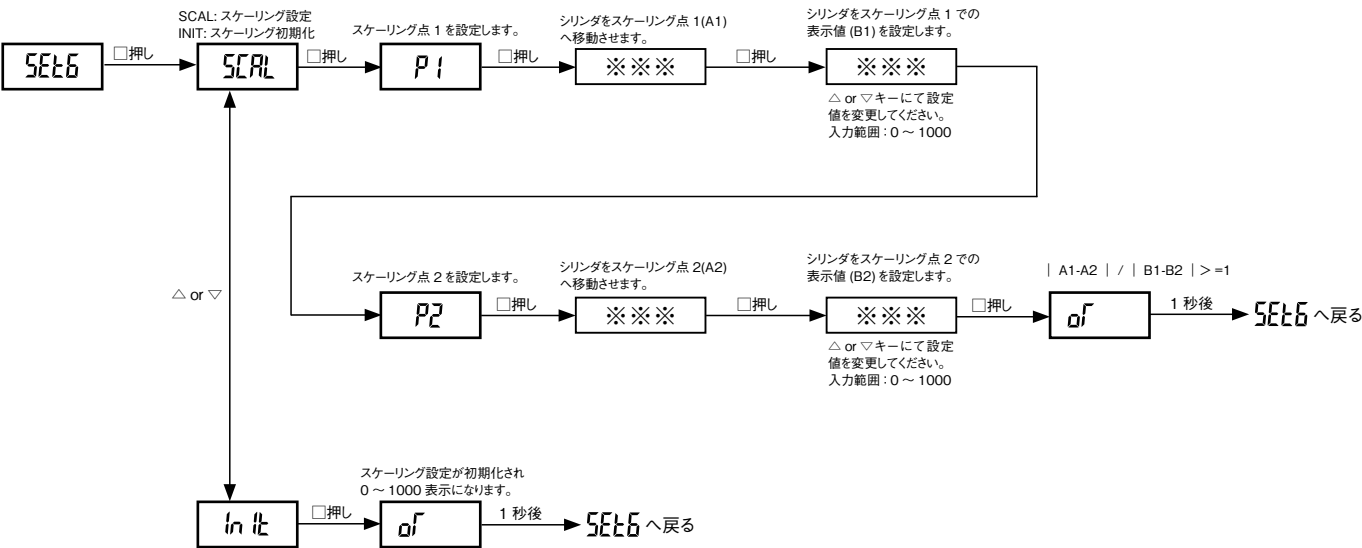 SCAL: スケーリング設定
INIT: スケーリング初期化
SEt6
□押し
SCAL
□押し
スケーリング点 1 を設定します。
P1
□押し
シリンダをスケーリング点 1(A1)
へ移動させます。
※※※
□押し
シリンダをスケーリング点 1 での
表示値 (B1) を設定します。
※※※
△ or ▽キーにて設定
値を変更してください。
入力範囲：0 ～ 1000
△ or ▽
スケーリング点 2 を設定します。
P2
□押し
シリンダをスケーリング点 2(A2)
へ移動させます。
※※※
□押し
シリンダをスケーリング点 2 での
表示値 (B2) を設定します。
※※※
△ or ▽キーにて設定
値を変更してください。
入力範囲：0 ～ 1000
□押し
｜ A1-A2 ｜ / ｜ B1-B2 ｜＞ =1
1 秒後
SEt6 へ戻る
InIt
□押し
スケーリング設定が初期化され
0 ～ 1000 表示になります。
1 秒後
SEt6 へ戻る